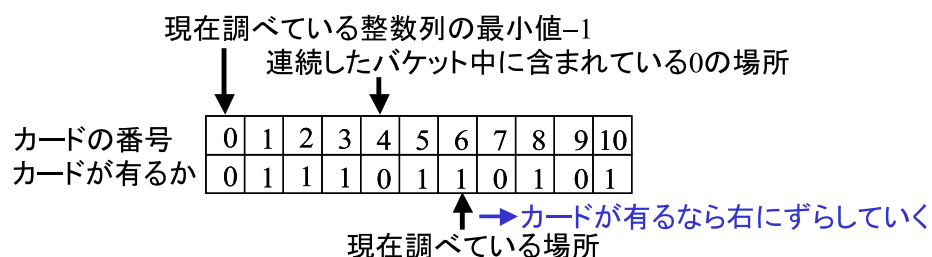 現在調べている整数列の最小値–1
連続したバケット中に含まれている0の場所
カードの番号 0 1 2 3 4 5 6 7 8 9 10
カードが有るか 0 1 1 1 0 1 1 0 1 0 1
カードが有るなら右にずらしていく
現在調べている場所